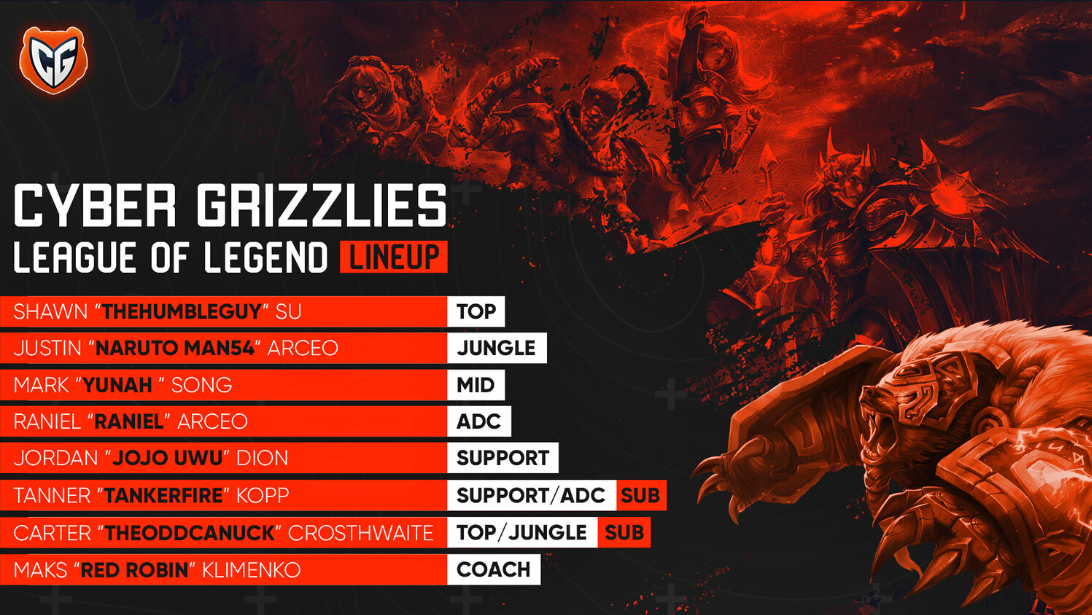 CG
CYBER GRIZZLIES
LEAGUE OF LEGEND LINEUP
SHAWN "THEHUMBLEGUY" SU TOP
JUSTIN "NARUTO MAN54" ARCEO JUNGLE
MARK "YUNAH " SONG MID
RANIEL "RANIEL" ARCEO ADC
JORDAN "JOJO UWU" DION SUPPORT
TANNER "TANKERFIRE" KOPP SUPPORT/ADC SUB
CARTER "THEODDCANUCK" CROSTHWAITE TOP/JUNGLE SUB
MAKS "RED ROBIN" KLIMENKO COACH